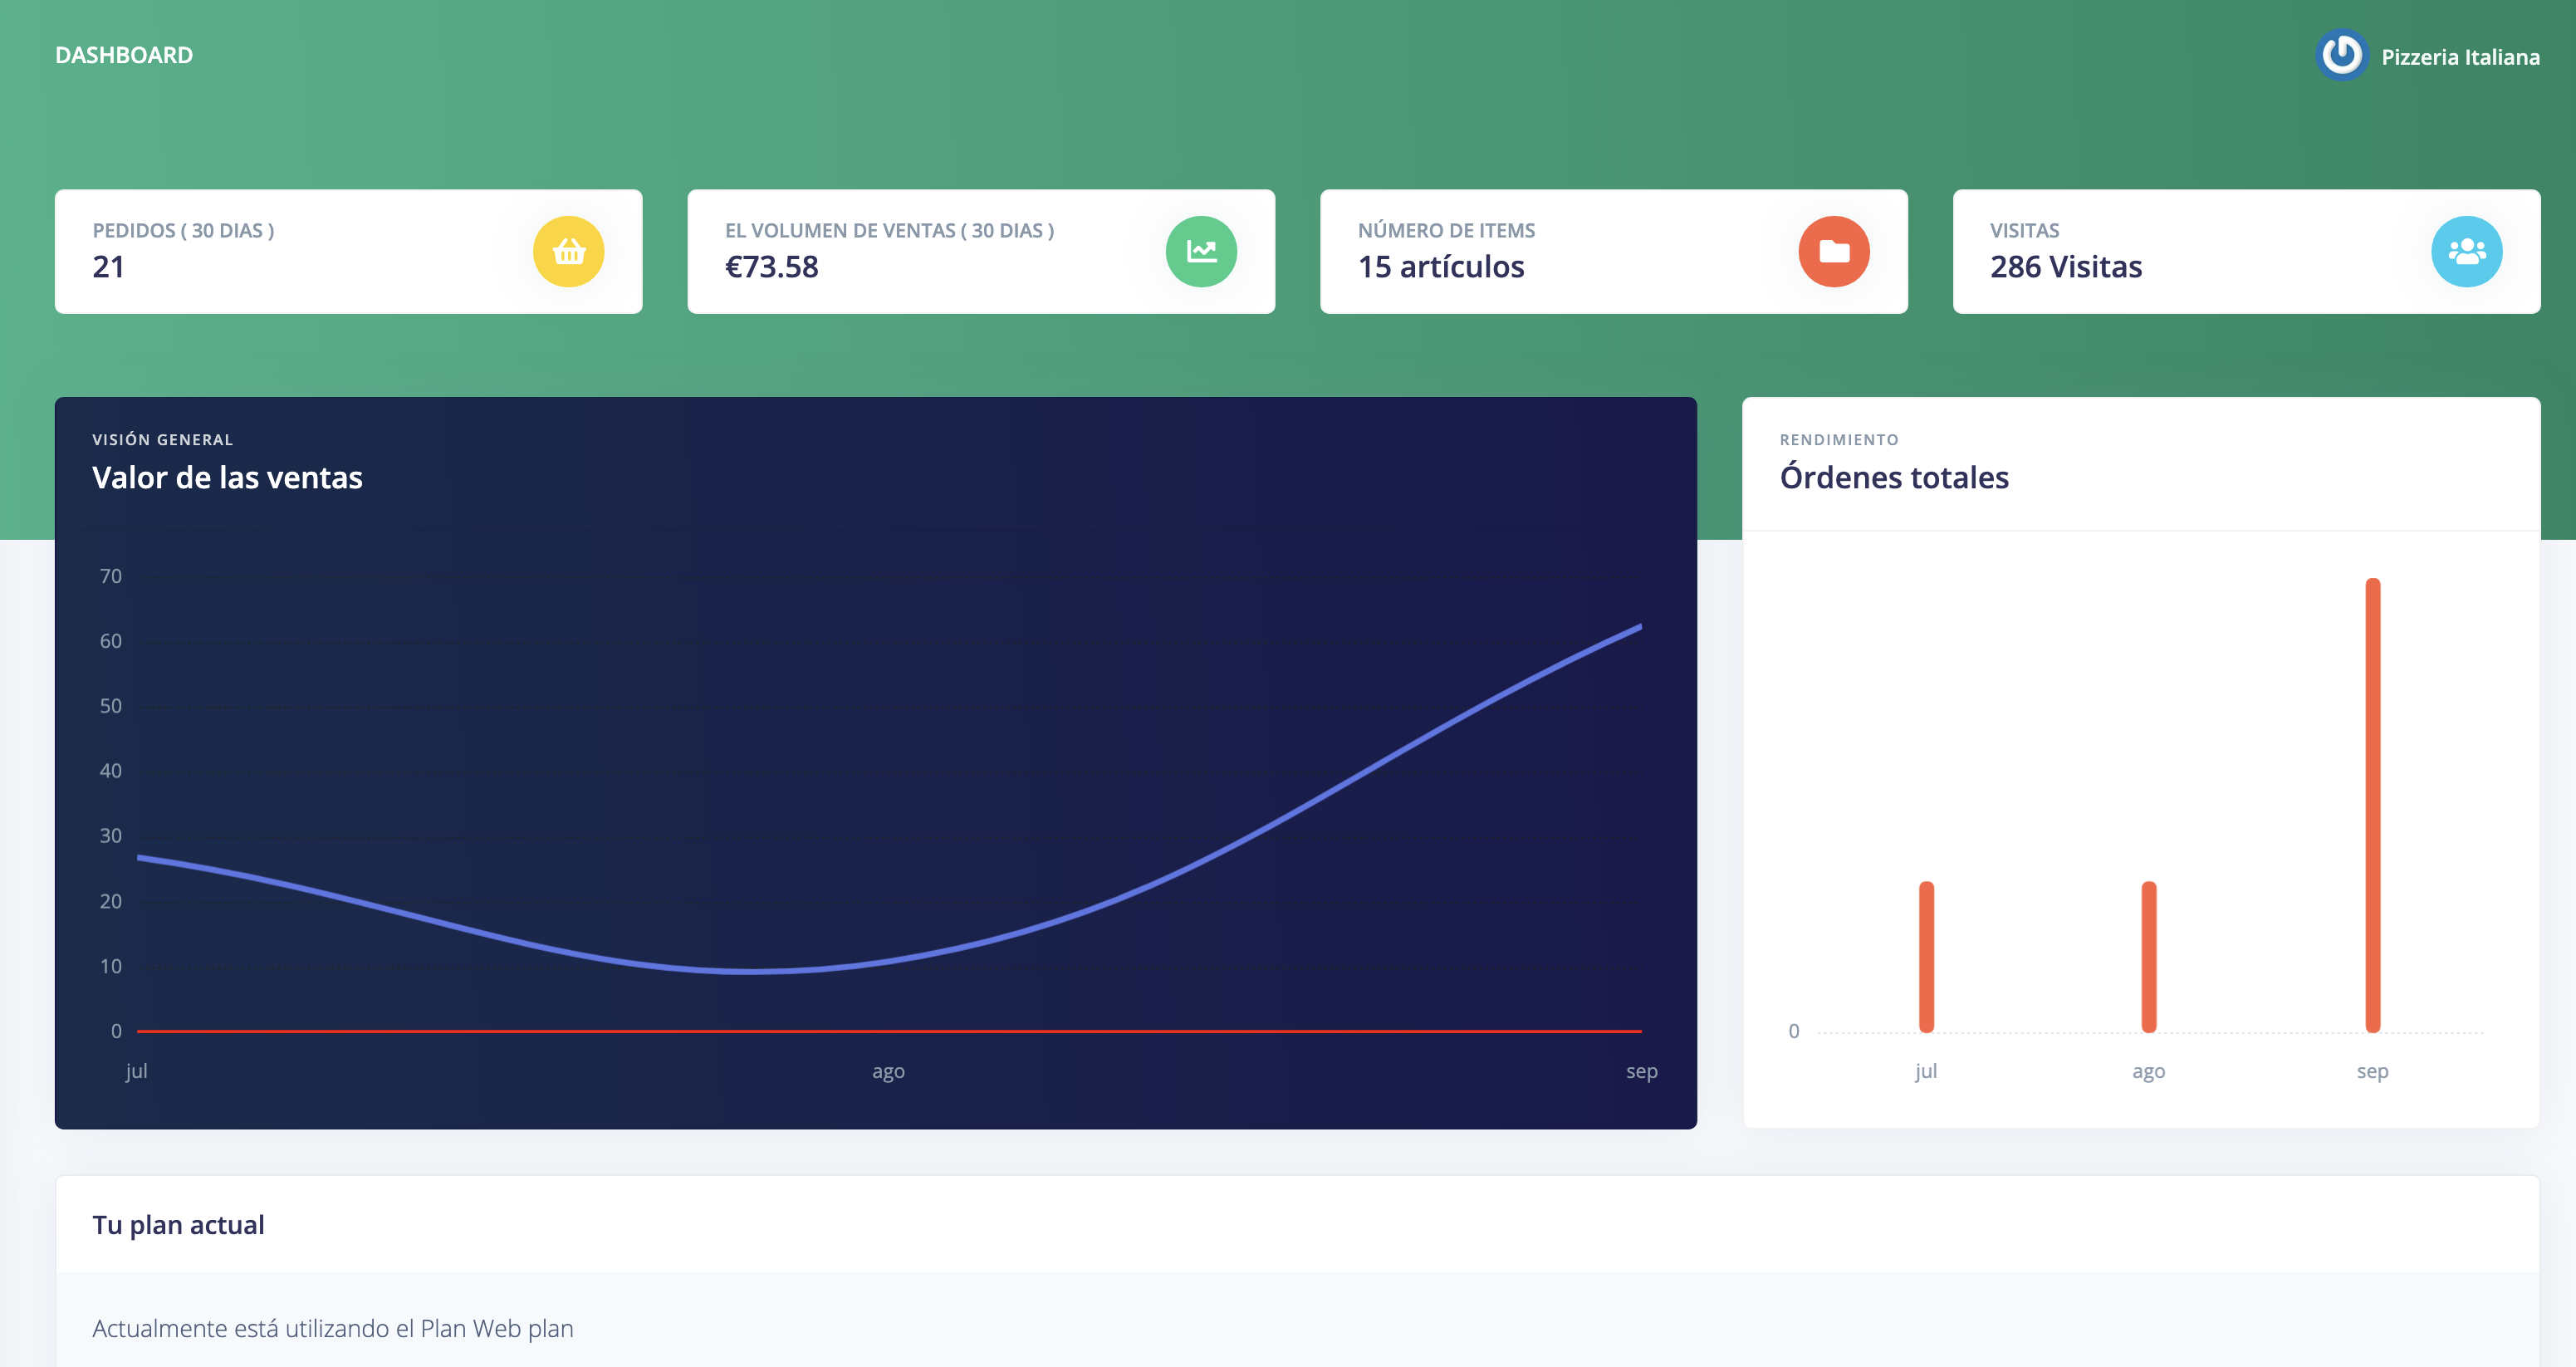 DASHBOARD
Pizzeria Italiana
PEDIDOS ( 30 DIAS )
21
EL VOLUMEN DE VENTAS ( 30 DIAS )
€73.58
NÚMERO DE ITEMS
15 artículos
VISITAS
286 Visitas
VISIÓN GENERAL
Valor de las ventas
70
60
50
40
30
20
10
0
jul ago sep
RENDIMIENTO
Órdenes totales
0
jul ago sep
Tu plan actual
Actualmente está utilizando el Plan Web plan